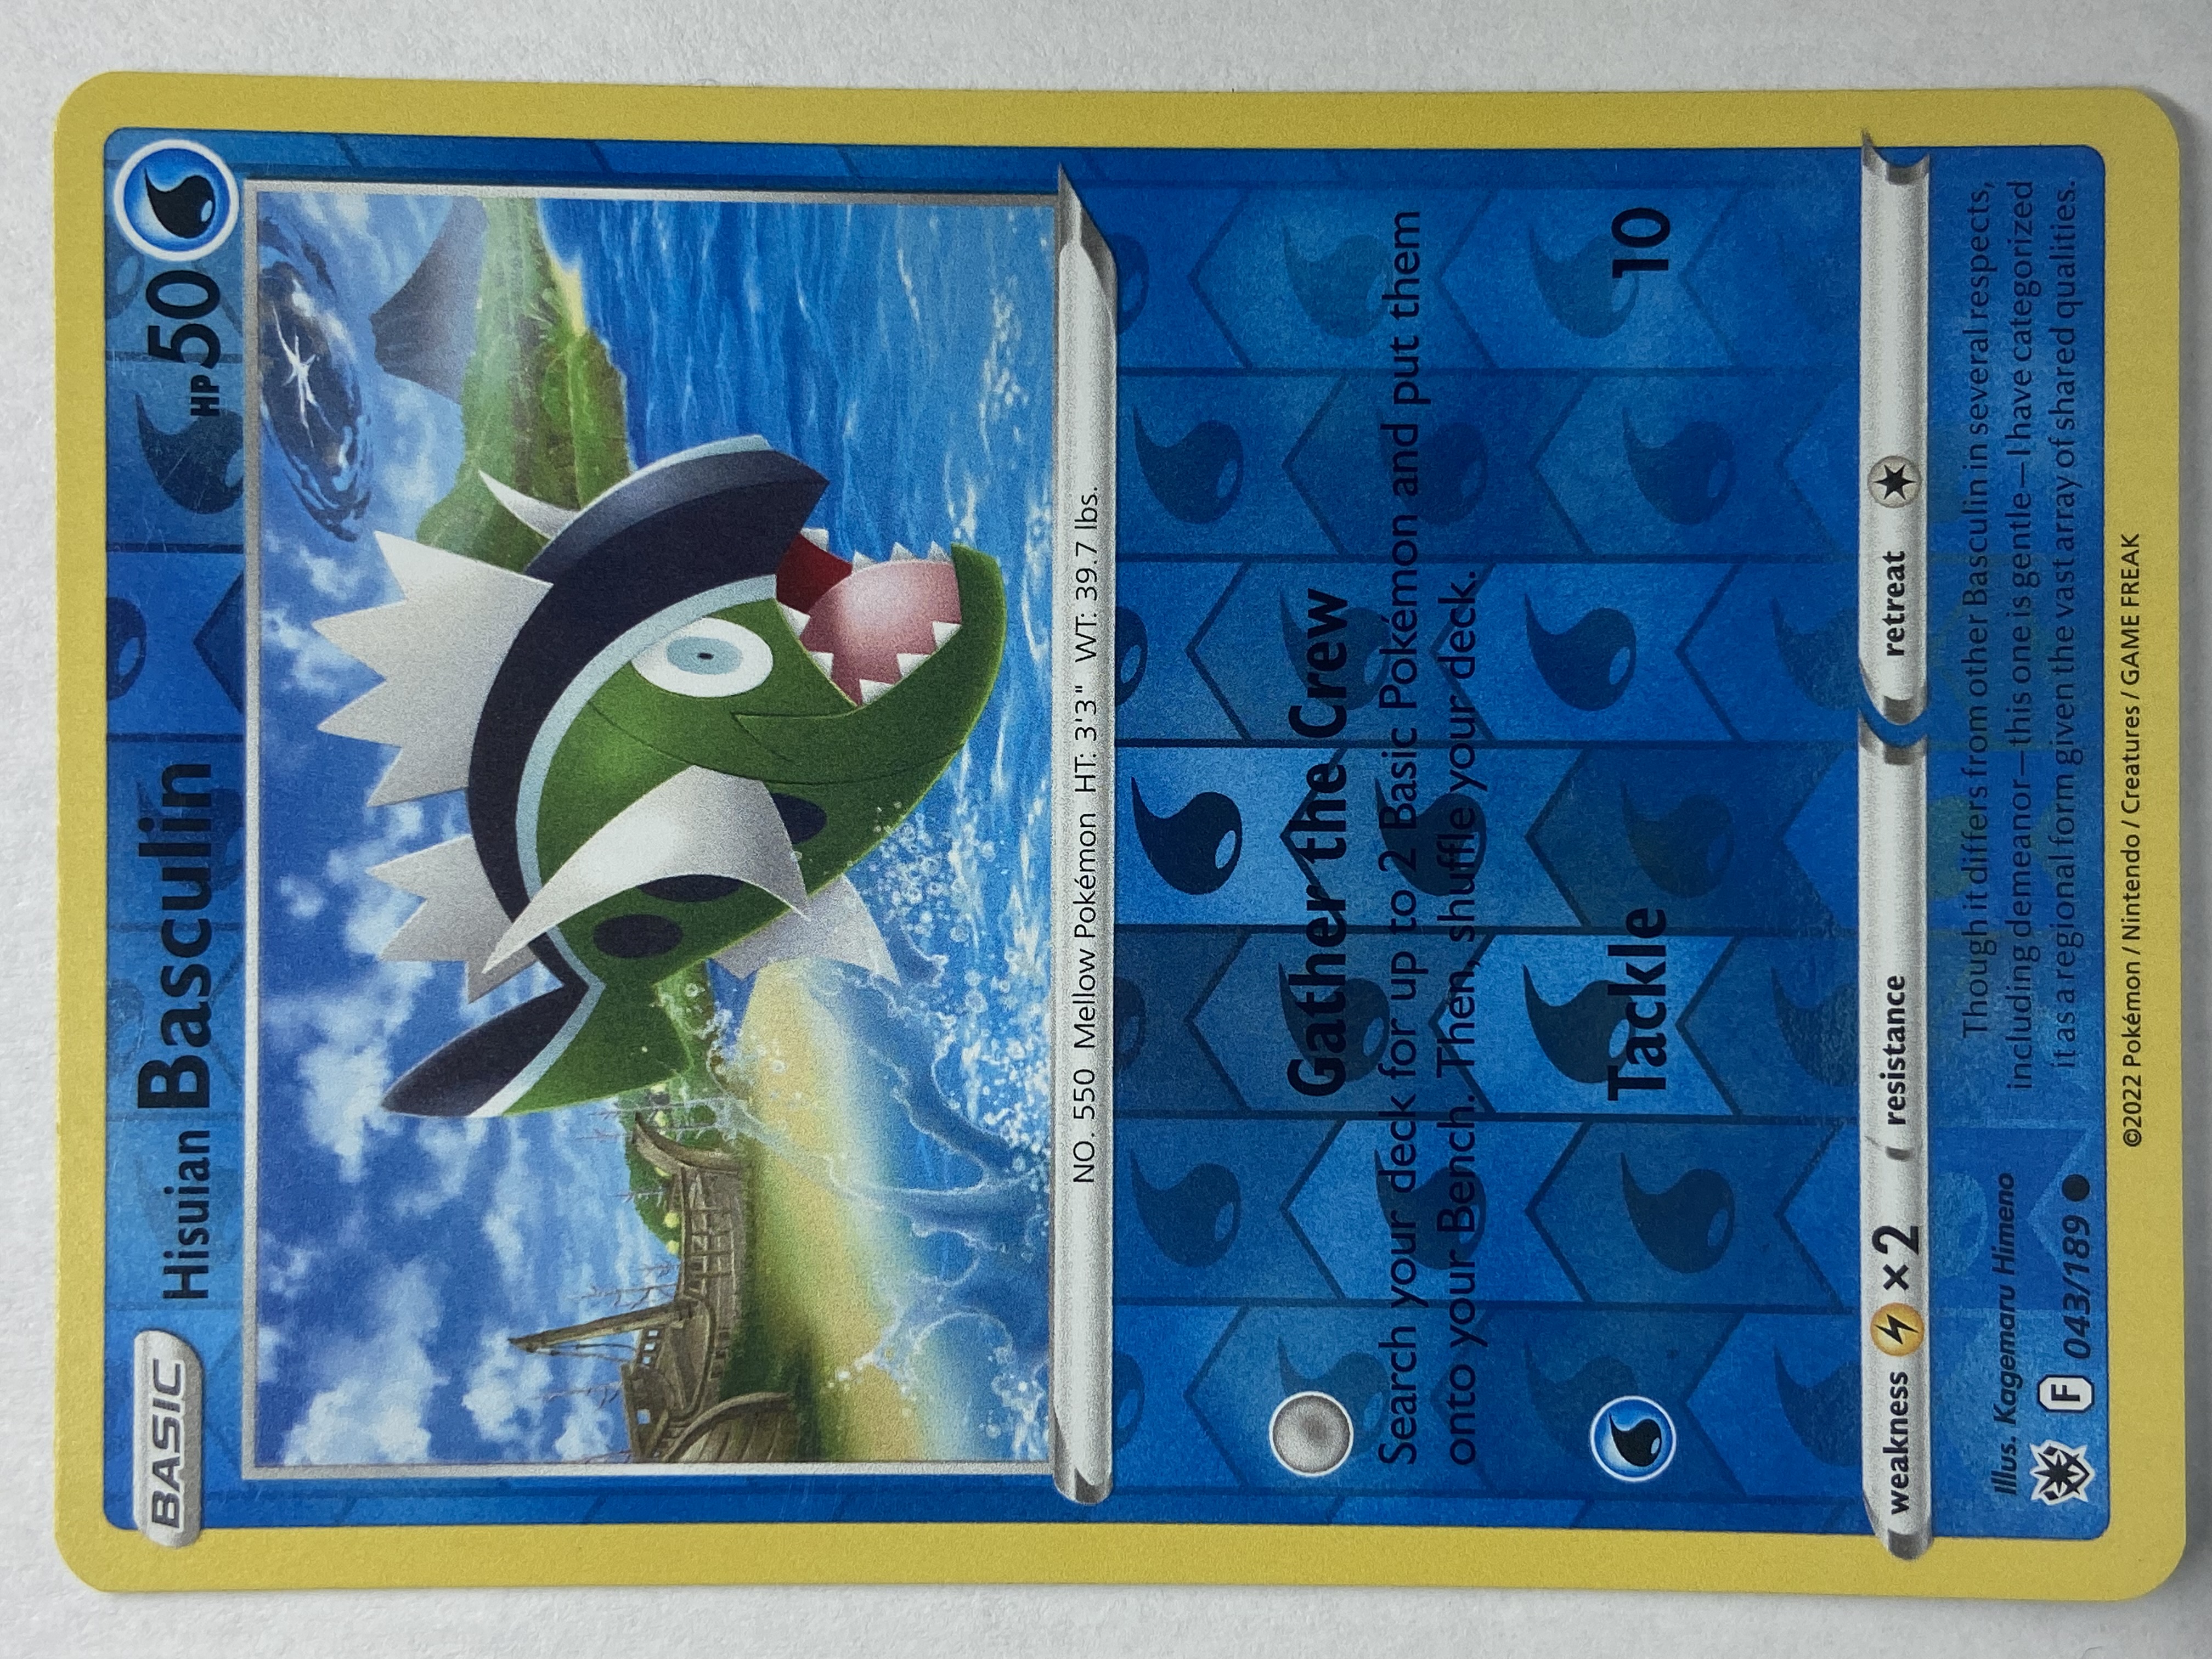 BASIC
Hisuian Basculin
HP 50
NO. 550 Mellow Pokémon HT: 3'3" WT: 39.7 lbs.
Gather the Crew
Search your deck for up to 2 Basic Pokémon and put them
onto your Bench. Then, shuffle your deck.
Tackle 10
weakness ×2 resistance retreat
Illus. Kagemaru Himeno
Though it differs from other Basculin in several respects,
including demeanor—this one is gentle—I have categorized
it as a regional form given the vast array of shared qualities.
F 043/189
©2022 Pokémon / Nintendo / Creatures / GAME FREAK